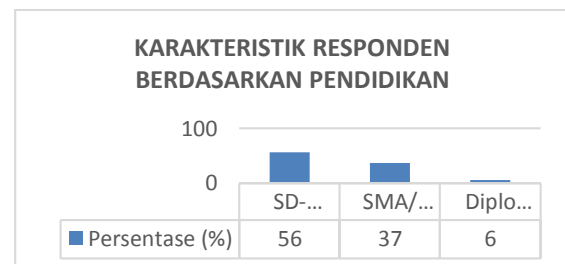 KARAKTERISTIK RESPONDEN
BERDASARKAN PENDIDIKAN
100
0
SD-... SMA/... Diplo...
Persentase (%) 56 37 6